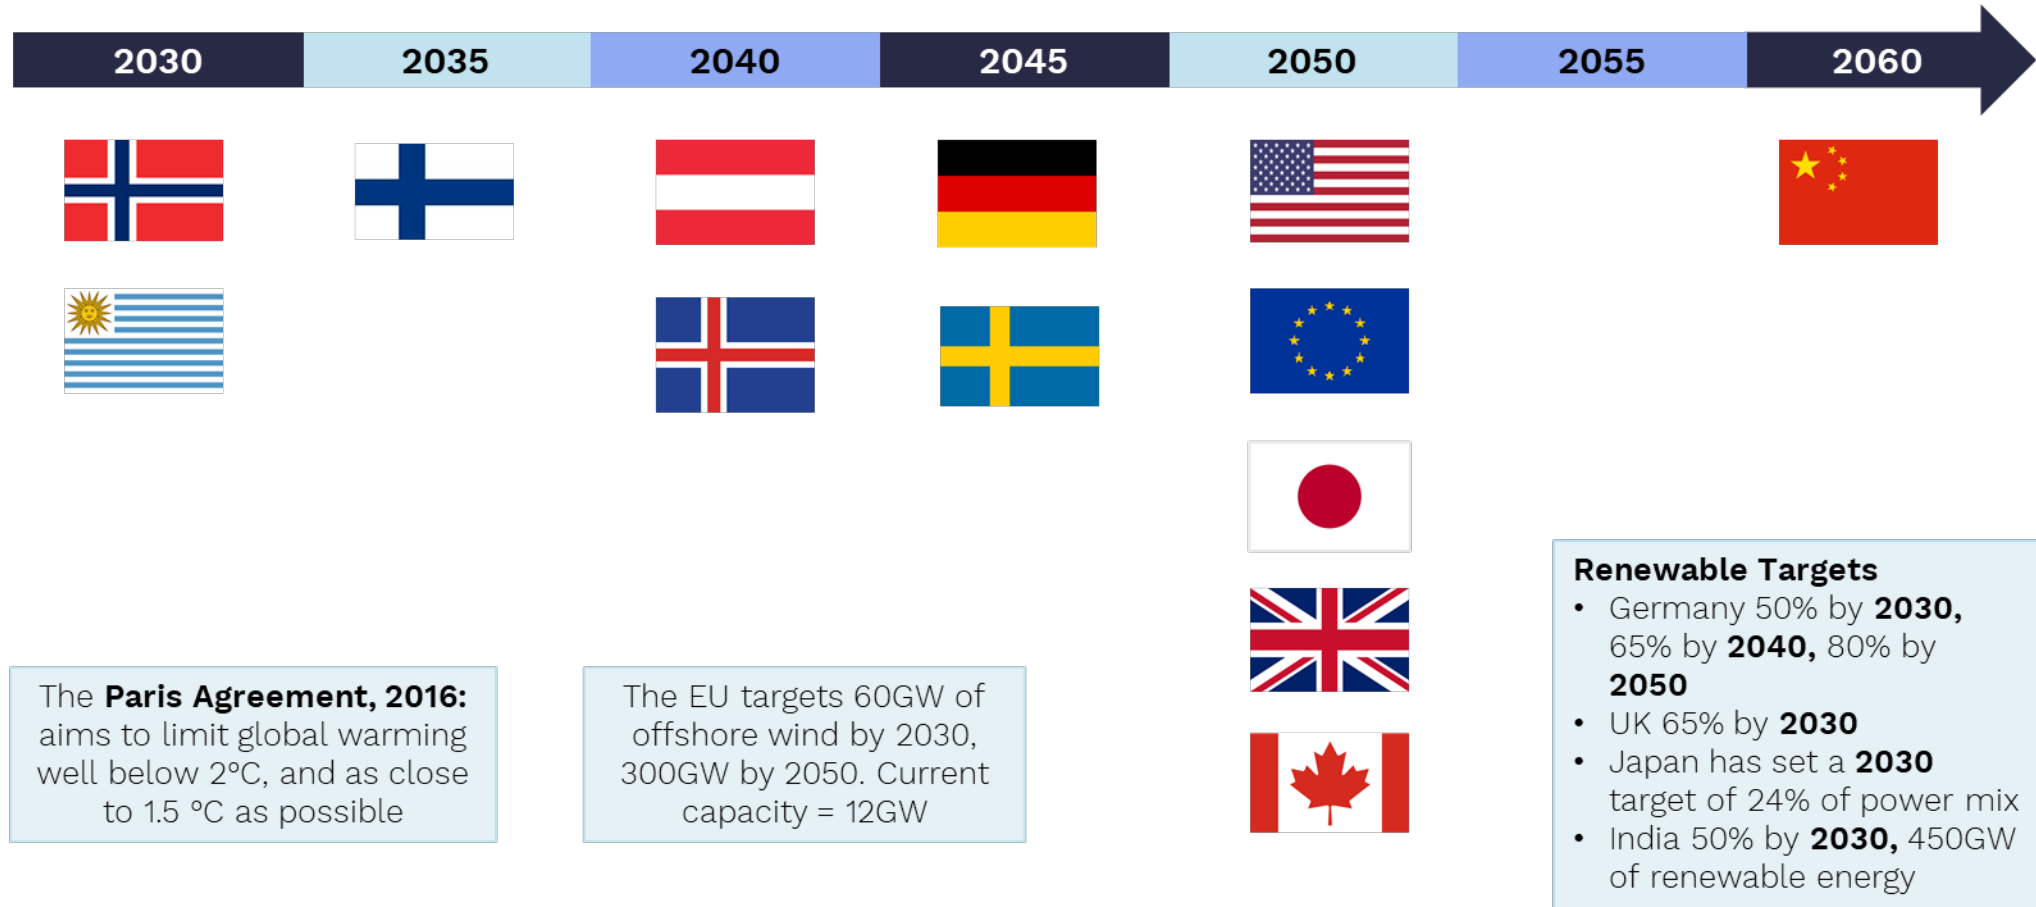 2030 2035 2040 2045 2050 2055 2060
The Paris Agreement, 2016:
aims to limit global warming
well below 2°C, and as close
to 1.5 °C as possible
The EU targets 60GW of
offshore wind by 2030,
300GW by 2050. Current
capacity = 12GW
Renewable Targets
• Germany 50% by 2030,
65% by 2040, 80% by
2050
• UK 65% by 2030
• Japan has set a 2030
target of 24% of power mix
• India 50% by 2030, 450GW
of renewable energy